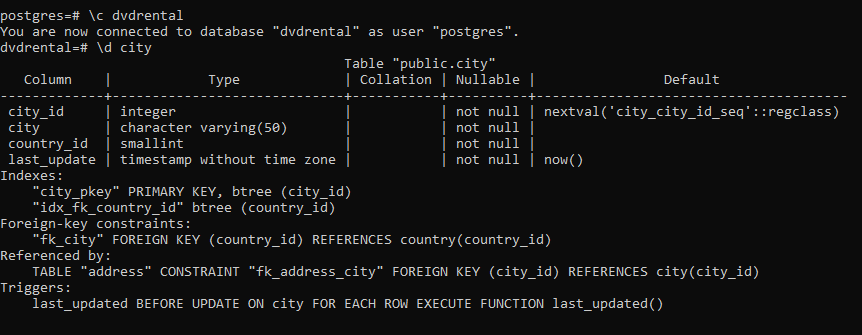 postgres=# \c dvdrental
You are now connected to database "dvdrental" as user "postgres".
dvdrental=# \d city
                                          Table "public.city"
   Column    |            Type             | Collation | Nullable |                Default
-------------+-----------------------------+-----------+----------+---------------------------------------
 city_id     | integer                     |           | not null | nextval('city_city_id_seq'::regclass)
 city        | character varying(50)       |           | not null |
 country_id  | smallint                    |           | not null |
 last_update | timestamp without time zone |           | not null | now()
Indexes:
    "city_pkey" PRIMARY KEY, btree (city_id)
    "idx_fk_country_id" btree (country_id)
Foreign-key constraints:
    "fk_city" FOREIGN KEY (country_id) REFERENCES country(country_id)
Referenced by:
    TABLE "address" CONSTRAINT "fk_address_city" FOREIGN KEY (city_id) REFERENCES city(city_id)
Triggers:
    last_updated BEFORE UPDATE ON city FOR EACH ROW EXECUTE FUNCTION last_updated()